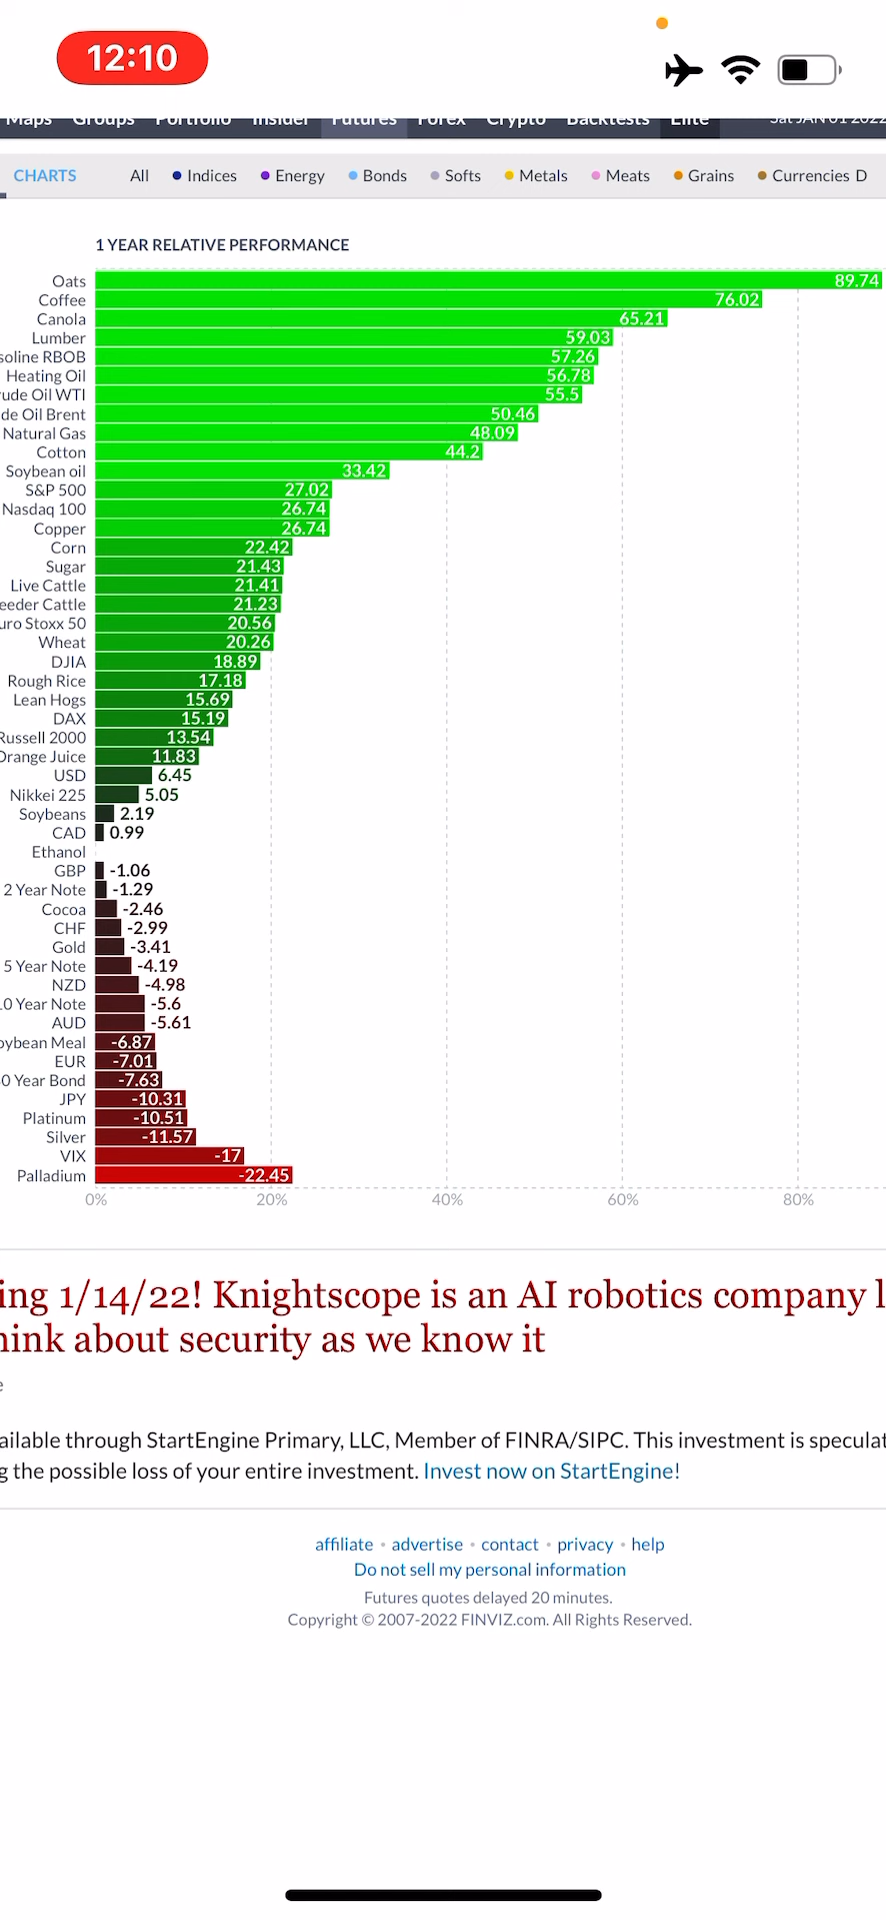 12:10
Maps Groups Portfolio Insider Futures Forex Crypto Backtests Elite Sat JAN 01 2022
CHARTS All Indices Energy Bonds Softs Metals Meats Grains Currencies D
1 YEAR RELATIVE PERFORMANCE
Oats 89.74
Coffee 76.02
Canola 65.21
Lumber 59.03
soline RBOB 57.26
Heating Oil 56.78
ude Oil WTI 55.5
de Oil Brent 50.46
Natural Gas 48.09
Cotton 44.2
Soybean oil 33.42
S&P 500 27.02
Nasdaq 100 26.74
Copper 26.74
Corn 22.42
Sugar 21.43
Live Cattle 21.41
eeder Cattle 21.23
uro Stoxx 50 20.56
Wheat 20.26
DJIA 18.89
Rough Rice 17.18
Lean Hogs 15.69
DAX 15.19
Russell 2000 13.54
Orange Juice 11.83
USD 6.45
Nikkei 225 5.05
Soybeans 2.19
CAD 0.99
Ethanol
GBP -1.06
2 Year Note -1.29
Cocoa -2.46
CHF -2.99
Gold -3.41
5 Year Note -4.19
NZD -4.98
10 Year Note -5.6
AUD -5.61
oybean Meal -6.87
EUR -7.01
0 Year Bond -7.63
JPY -10.31
Platinum -10.51
Silver -11.57
VIX -17
Palladium -22.45
0% 20% 40% 60% 80%
ing 1/14/22! Knightscope is an AI robotics company l
hink about security as we know it
e
ailable through StartEngine Primary, LLC, Member of FINRA/SIPC. This investment is speculat
g the possible loss of your entire investment. Invest now on StartEngine!
affiliate • advertise • contact • privacy • help
Do not sell my personal information
Futures quotes delayed 20 minutes.
Copyright © 2007-2022 FINVIZ.com. All Rights Reserved.